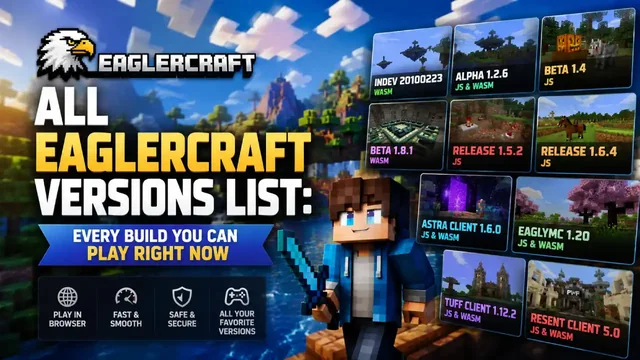 EAGLERCRAFT
ALL
EAGLERCRAFT
VERSIONS LIST:
EVERY BUILD YOU CAN
PLAY RIGHT NOW
PLAY IN
BROWSER
FAST &
SMOOTH
SAFE &
SECURE
ALL YOUR
FAVORITE
VERSIONS
INDEV 20100223
WASM
ALPHA 1.2.6
JS & WASM
BETA 1.4
JS
BETA 1.8.1
WASM
RELEASE 1.5.2
JS
RELEASE 1.6.4
JS
ASTRA CLIENT 1.6.0
JS & WASM
EAGLYMC 1.20
JS & WASM
TUFF CLIENT 1.12.2
JS & WASM
PVP
RESENT CLIENT 5.0
JS & WASM